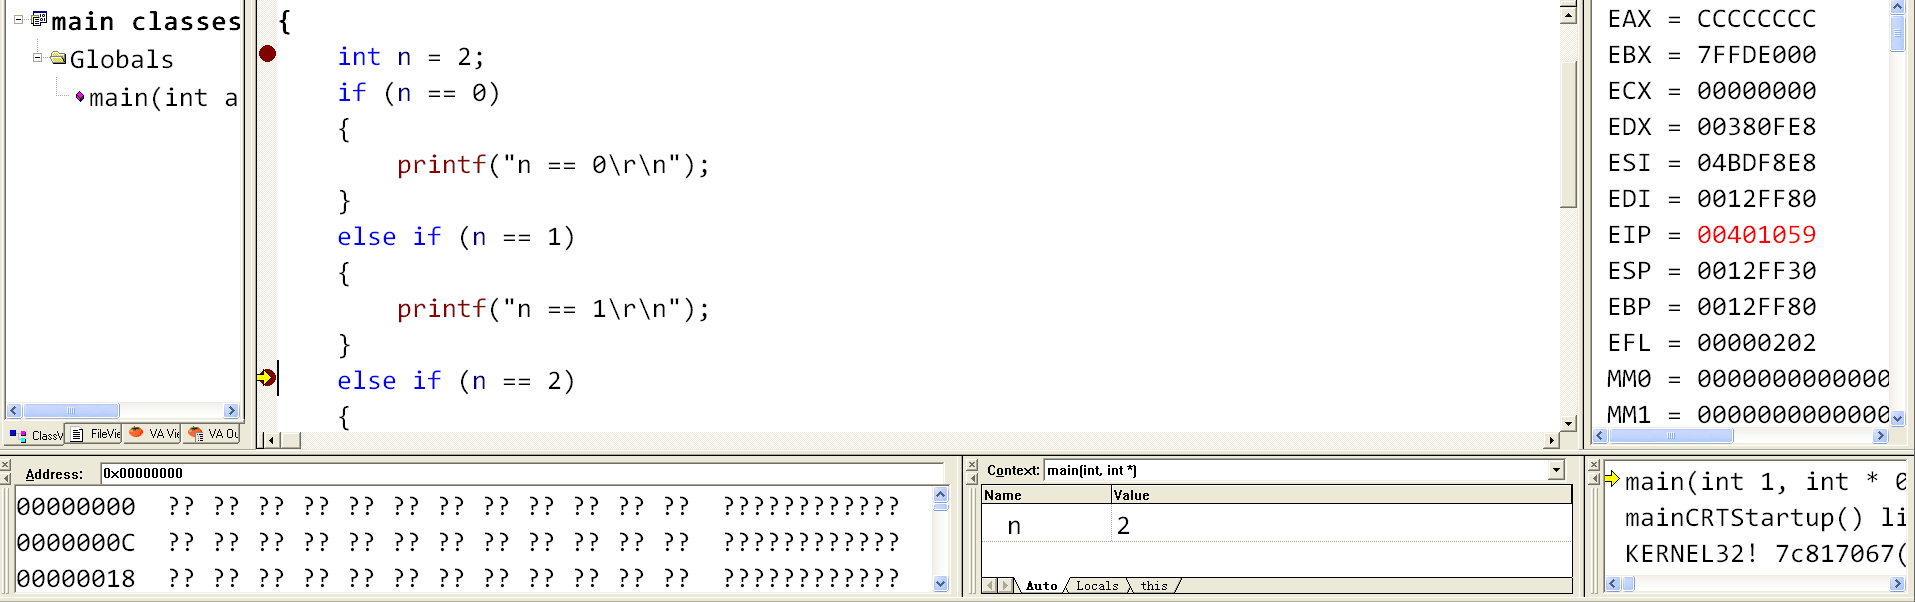 main classes
Globals
main(int a
ClassV
FileVie
VA Vie
VA Ou
{
int n = 2;
if (n == 0)
{
printf("n == 0\r\n");
}
else if (n == 1)
{
printf("n == 1\r\n");
}
else if (n == 2)
{
EAX = CCCCCCCC
EBX = 7FFDE000
ECX = 00000000
EDX = 00380FE8
ESI = 04BDF8E8
EDI = 0012FF80
EIP = 00401059
ESP = 0012FF30
EBP = 0012FF80
EFL = 00000202
MM0 = 0000000000000
MM1 = 0000000000000
Address: 0x00000000
00000000 ?? ?? ?? ?? ?? ?? ?? ?? ?? ?? ?? ?? ????????????
0000000C ?? ?? ?? ?? ?? ?? ?? ?? ?? ?? ?? ?? ????????????
00000018 ?? ?? ?? ?? ?? ?? ?? ?? ?? ?? ?? ?? ????????????
Context: main(int, int *)
Name Value
n 2
Auto Locals this
main(int 1, int * 0
mainCRTStartup() li
KERNEL32! 7c817067(